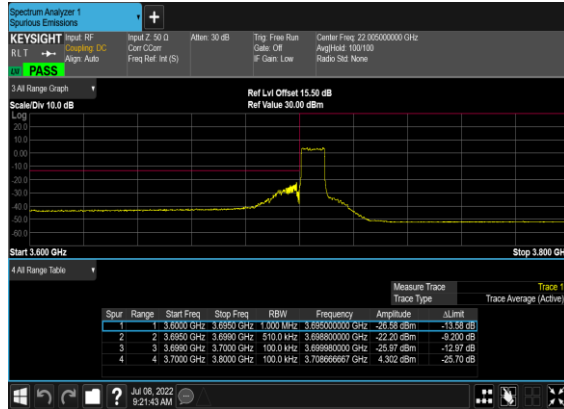 Spectrum Analyzer 1
Spurious Emissions
+
KEYSIGHT Input: RF Input Z: 50 Ω Atten: 30 dB Trig: Free Run Center Freq: 22.005000000 GHz
RLT Coupling: DC Corr CCorr Gate: Off Avg|Hold: 100/100
Align: Auto Freq Ref: Int (S) IF Gain: Low Radio Std: None
PASS
3 All Range Graph
Ref Lvl Offset 15.50 dB
Scale/Div 10.0 dB Ref Value 30.00 dBm
Log
20.0
10.0
0.00
-10.0
-20.0
-30.0
-40.0
-50.0
-60.0
Start 3.600 GHz Stop 3.800 GH
4 All Range Table
Measure Trace Trace 1
Trace Type Trace Average (Active)
Spur Range Start Freq Stop Freq RBW Frequency Amplitude ΔLimit
1 1 3.6000 GHz 3.6950 GHz 1.000 MHz 3.695000000 GHz -26.58 dBm -13.58 dB
2 2 3.6950 GHz 3.6990 GHz 510.0 kHz 3.698800000 GHz -22.20 dBm -9.200 dB
3 3 3.6990 GHz 3.7000 GHz 100.0 kHz 3.699980000 GHz -25.97 dBm -12.97 dB
4 4 3.7000 GHz 3.8000 GHz 100.0 kHz 3.708666667 GHz 4.302 dBm -25.70 dB
? Jul 08, 2022
9:21:43 AM